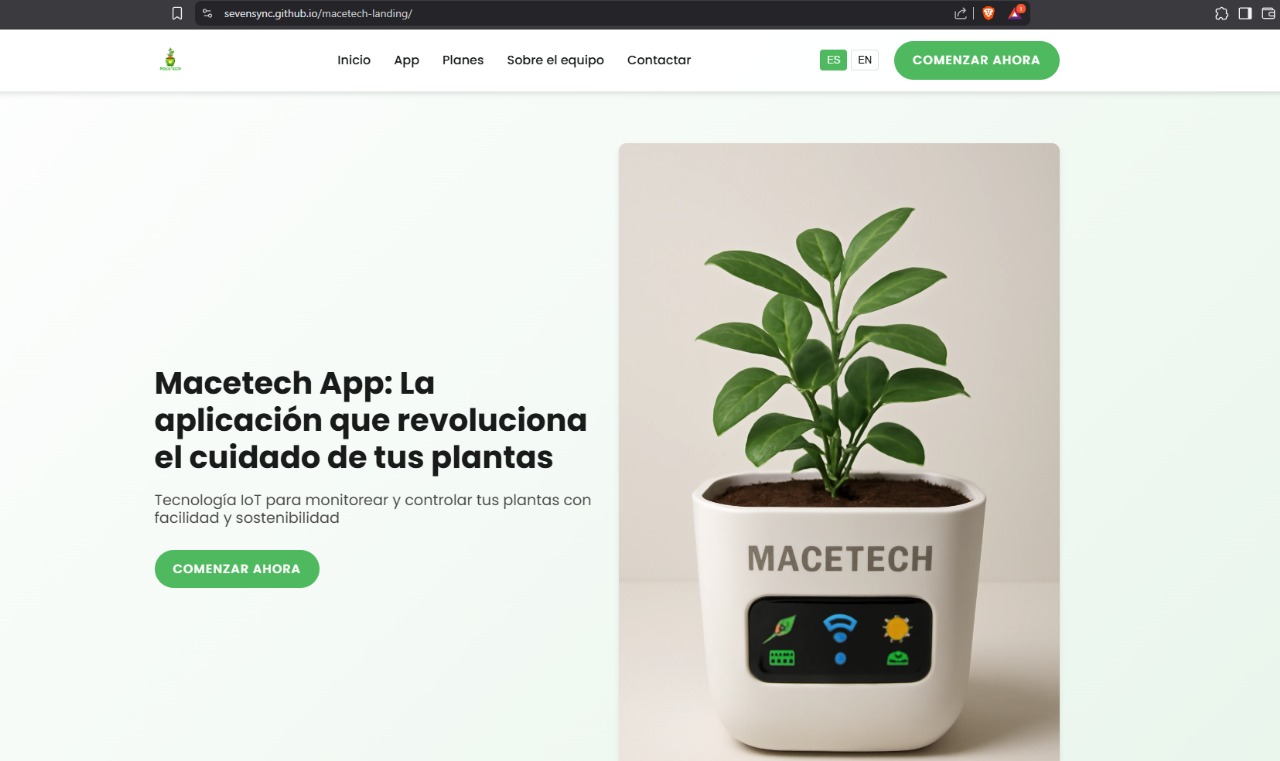 sevensync.github.io/macetech-landing/
MACETECH
Inicio App Planes Sobre el equipo Contactar
ES EN
COMENZAR AHORA
Macetech App: La
aplicación que revoluciona
el cuidado de tus plantas
Tecnología IoT para monitorear y controlar tus plantas con
facilidad y sostenibilidad
COMENZAR AHORA
MACETECH